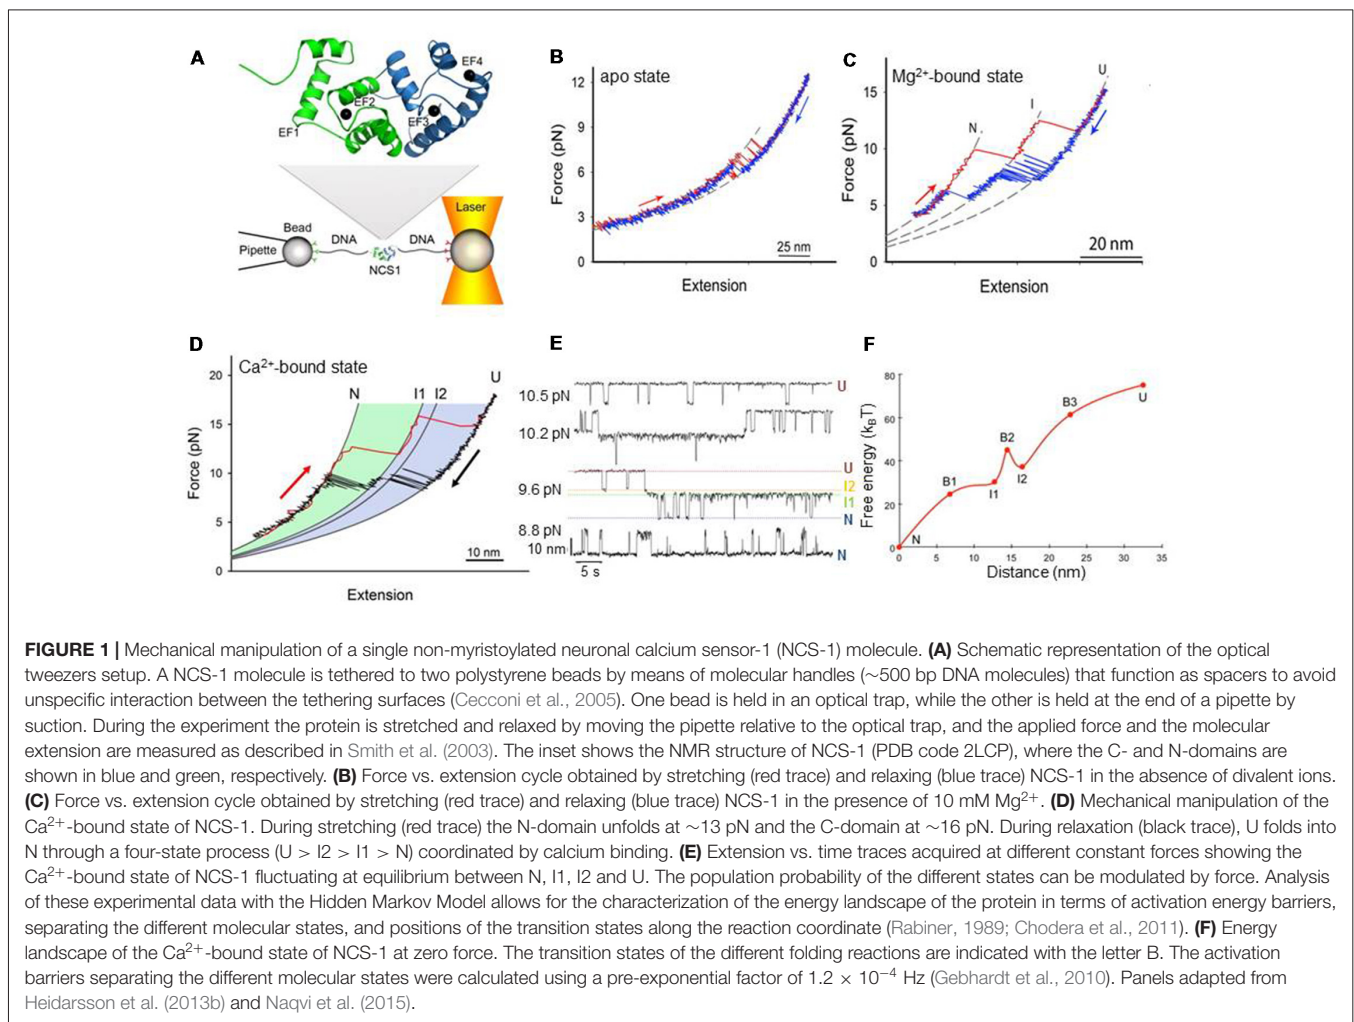 A
EF4
EF2
EF3
EF1
Laser
Bead
DNA
DNA
Pipette
NCS1
B
apo state
12
9
6
3
0
Force (pN)
25 nm
Extension
C
Mg²⁺-bound state
U
I
N
15
10
5
0
Force (pN)
20 nm
Extension
D
Ca²⁺-bound state
U
N
I1
I2
20
15
10
5
0
Force (pN)
10 nm
Extension
E
10.5 pN
U
10.2 pN
U
9.6 pN
I2
I1
N
8.8 pN
10 nm
N
5 s
F
80
60
40
20
0
Free energy (kBT)
B1
I1
B2
I2
B3
U
N
0
5
10
15
20
25
30
35
Distance (nm)
FIGURE 1 | Mechanical manipulation of a single non-myristoylated neuronal calcium sensor-1 (NCS-1) molecule. (A) Schematic representation of the optical
tweezers setup. A NCS-1 molecule is tethered to two polystyrene beads by means of molecular handles (∼500 bp DNA molecules) that function as spacers to avoid
unspecific interaction between the tethering surfaces (Cecconi et al., 2005). One bead is held in an optical trap, while the other is held at the end of a pipette by
suction. During the experiment the protein is stretched and relaxed by moving the pipette relative to the optical trap, and the applied force and the molecular
extension are measured as described in Smith et al. (2003). The inset shows the NMR structure of NCS-1 (PDB code 2LCP), where the C- and N-domains are
shown in blue and green, respectively. (B) Force vs. extension cycle obtained by stretching (red trace) and relaxing (blue trace) NCS-1 in the absence of divalent ions.
(C) Force vs. extension cycle obtained by stretching (red trace) and relaxing (blue trace) NCS-1 in the presence of 10 mM Mg²⁺. (D) Mechanical manipulation of the
Ca²⁺-bound state of NCS-1. During stretching (red trace) the N-domain unfolds at ∼13 pN and the C-domain at ∼16 pN. During relaxation (black trace), U folds into
N through a four-state process (U > I2 > I1 > N) coordinated by calcium binding. (E) Extension vs. time traces acquired at different constant forces showing the
Ca²⁺-bound state of NCS-1 fluctuating at equilibrium between N, I1, I2 and U. The population probability of the different states can be modulated by force. Analysis
of these experimental data with the Hidden Markov Model allows for the characterization of the energy landscape of the protein in terms of activation energy barriers,
separating the different molecular states, and positions of the transition states along the reaction coordinate (Rabiner, 1989; Chodera et al., 2011). (F) Energy
landscape of the Ca²⁺-bound state of NCS-1 at zero force. The transition states of the different folding reactions are indicated with the letter B. The activation
barriers separating the different molecular states were calculated using a pre-exponential factor of 1.2 × 10⁻⁴ Hz (Gebhardt et al., 2010). Panels adapted from
Heidarsson et al. (2013b) and Naqvi et al. (2015).